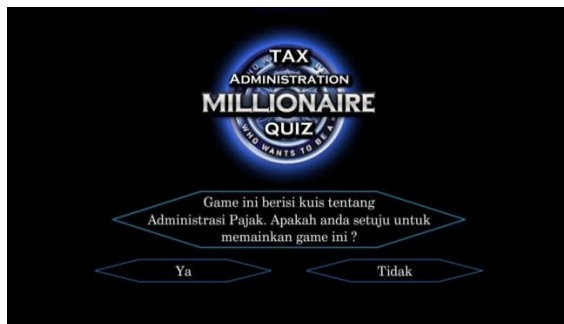 TAX
ADMINISTRATION
MILLIONAIRE
QUIZ
WHO WANTS TO BE A
Game ini berisi kuis tentang
Administrasi Pajak. Apakah anda setuju untuk
memainkan game ini ?
Ya
Tidak